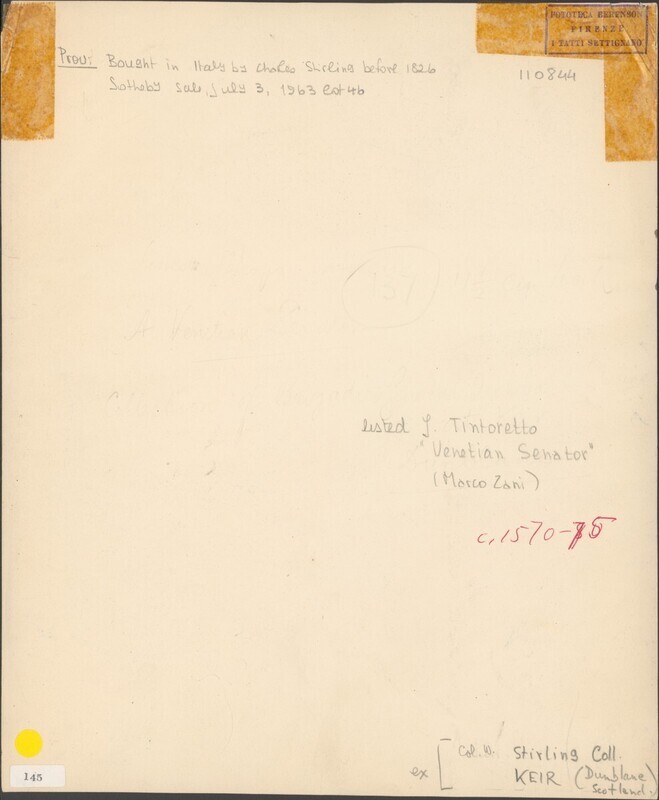 FOTOTECA BERENSON
FIRENZE
I TATTI SETTIGNANO
Prov: Bought in Italy by Charles Stirling before 1826
Sotheby sale, July 3, 1963 lot 46
110844
137
listed J. Tintoretto
"Venetian Senator"
(Marco Zani)
c. 1570-75
ex [ Col. W. Stirling Coll.
KEIR (Dunblane)
Scotland.
145